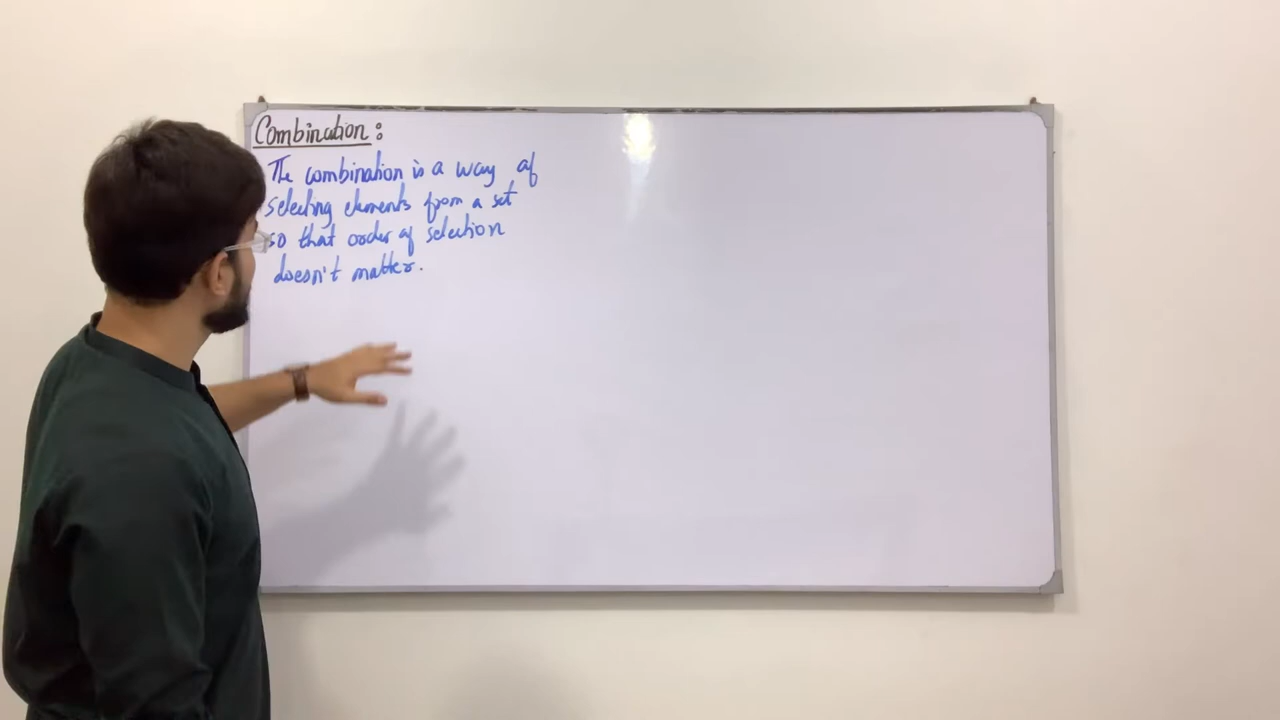 Combination:
The combination is a way of
selecting elements from a set
so that order of selection
doesn't matter.